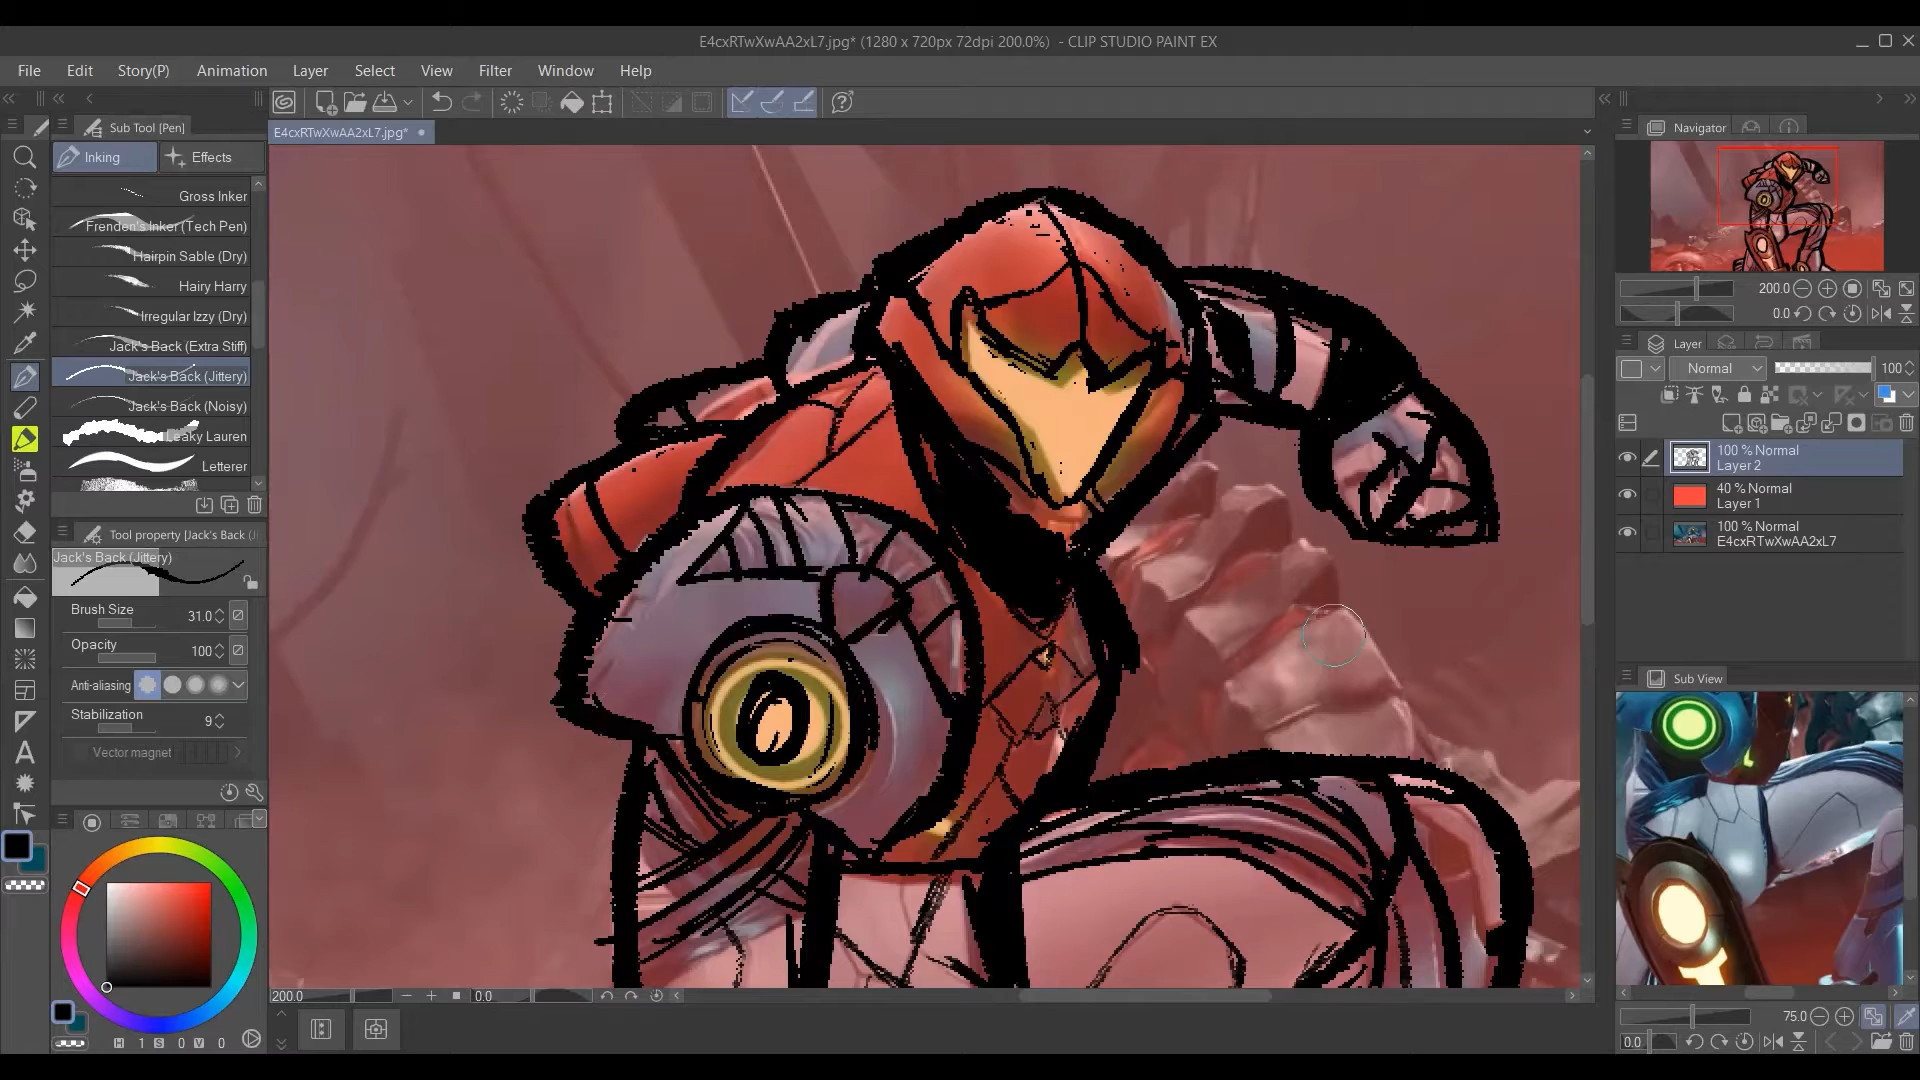 E4cxRTwXwAA2xL7.jpg* (1280 x 720px 72dpi 200.0%) - CLIP STUDIO PAINT EX
File Edit Story(P) Animation Layer Select View Filter Window Help
Sub Tool [Pen]
E4cxRTwXwAA2xL7.jpg*
Navigator
Inking Effects
Gross Inker
Frenden's Inker (Tech Pen)
Hairpin Sable (Dry)
Hairy Harry
Irregular Izzy (Dry)
Jack's Back (Extra Stiff)
Jack's Back (Jittery)
Jack's Back (Noisy)
Leaky Lauren
Letterer
Tool property [Jack's Back (Ji
Jack's Back (Jittery)
Brush Size 31.0
Opacity 100
Anti-aliasing
Stabilization 9
Vector magnet
H 1 S 0 V 0
200.0 0.0
200.0
0.0
Layer
Normal 100
100 % Normal
Layer 2
40 % Normal
Layer 1
100 % Normal
E4cxRTwXwAA2xL7
Sub View
75.0
0.0